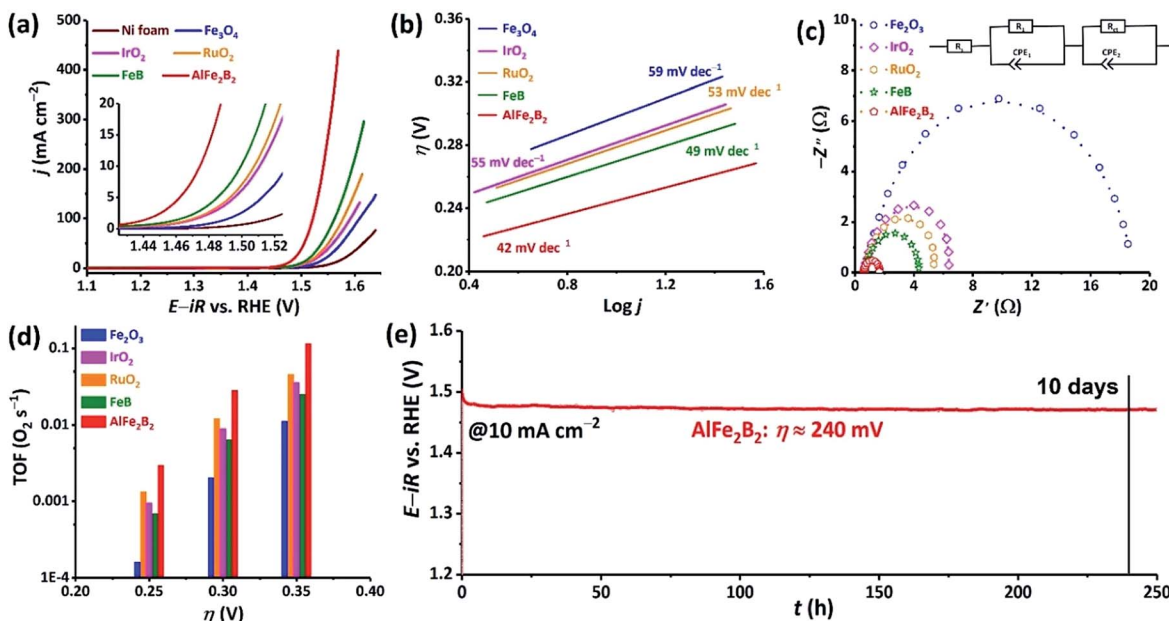 (a)
500
400
300
200
100
0
j (mA cm⁻²)
Ni foam
Fe₃O₄
IrO₂
RuO₂
FeB
AlFe₂B₂
20
15
10
5
0
1.44 1.46 1.48 1.50 1.52
1.1 1.2 1.3 1.4 1.5 1.6
E–iR vs. RHE (V)
(b)
0.36
0.32
0.28
0.24
0.20
η (V)
Fe₃O₄
IrO₂
RuO₂
FeB
AlFe₂B₂
59 mV dec⁻¹
53 mV dec⁻¹
55 mV dec⁻¹
49 mV dec⁻¹
42 mV dec⁻¹
0.4 0.8 1.2 1.6
Log j
(c)
10
8
6
4
2
0
–Z″ (Ω)
Fe₂O₃
IrO₂
RuO₂
FeB
AlFe₂B₂
CPE₁
CPE₂
0 4 8 12 16 20
Z′ (Ω)
(d)
0.1
0.01
0.001
1E-4
TOF (O₂ s⁻¹)
Fe₂O₃
IrO₂
RuO₂
FeB
AlFe₂B₂
0.20 0.25 0.30 0.35 0.40
η (V)
(e)
1.7
1.6
1.5
1.4
1.3
1.2
E–iR vs. RHE (V)
10 days
@10 mA cm⁻²
AlFe₂B₂: η ≈ 240 mV
0 50 100 150 200 250
t (h)